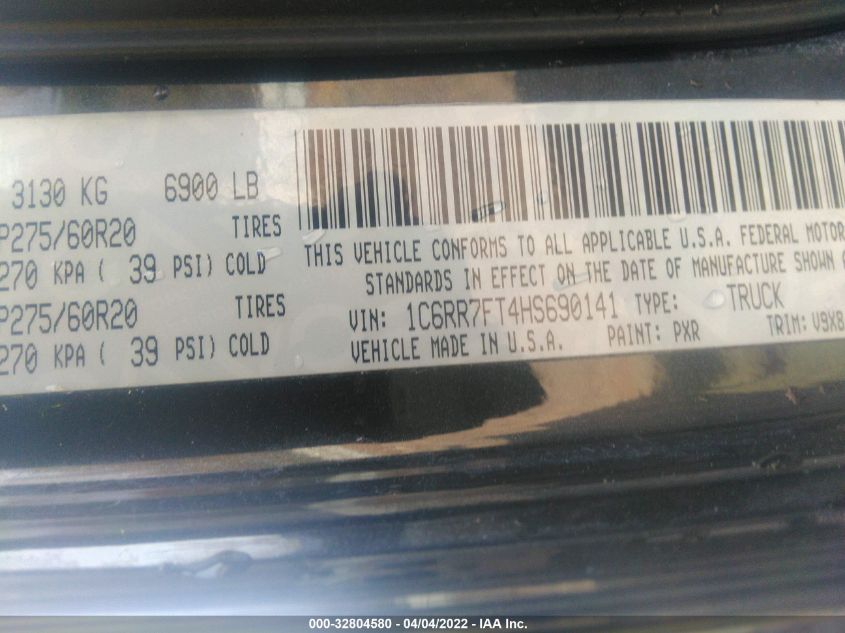 3130 KG 6900 LB
P275/60R20 TIRES
270 KPA ( 39 PSI) COLD
P275/60R20 TIRES
270 KPA ( 39 PSI) COLD
THIS VEHICLE CONFORMS TO ALL APPLICABLE U.S.A. FEDERAL MOTOR
STANDARDS IN EFFECT ON THE DATE OF MANUFACTURE SHOWN A
VIN: 1C6RR7FT4HS690141 TYPE: TRUCK
VEHICLE MADE IN U.S.A. PAINT: PXR TRIM: V9X8
000-32804580 - 04/04/2022 - IAA Inc.